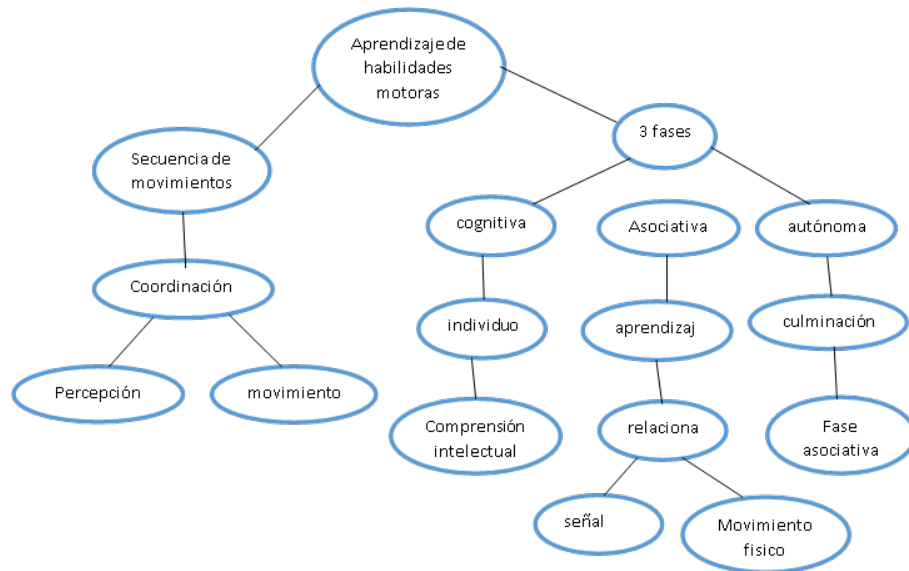 Aprendizaje de
habilidades
motoras
3 fases
Secuencia de
movimientos
cognitiva
Asociativa
autónoma
Coordinación
individuo
aprendizaj
culminación
Percepción
movimiento
Comprensión
intelectual
relaciona
Fase
asociativa
señal
Movimiento
fisico